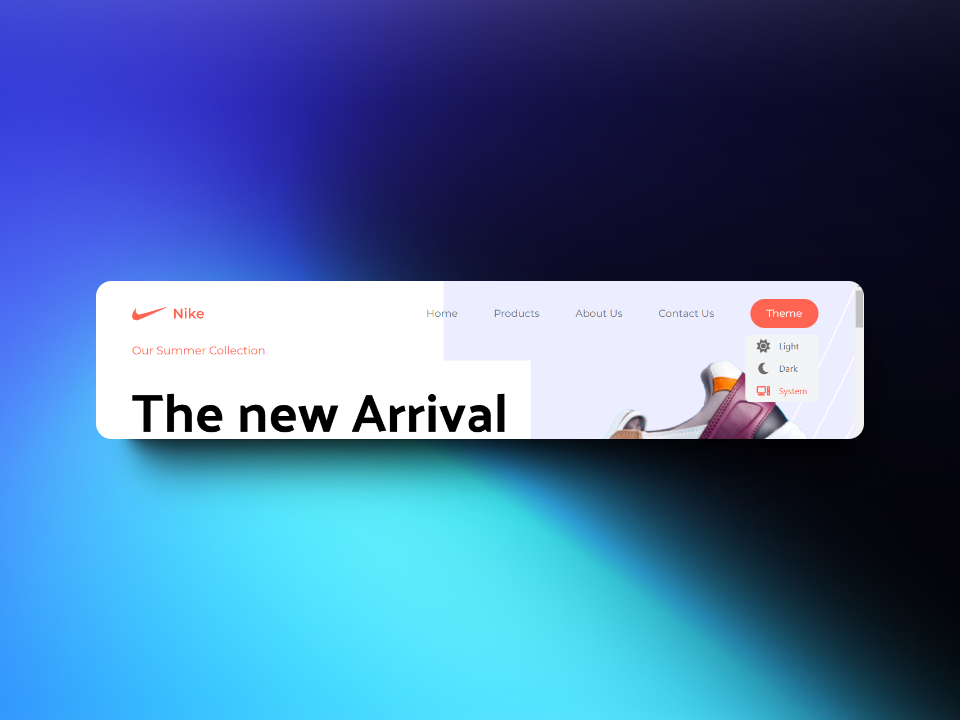 Nike
Home Products About Us Contact Us Theme
Our Summer Collection
Light
Dark
System
The new Arrival